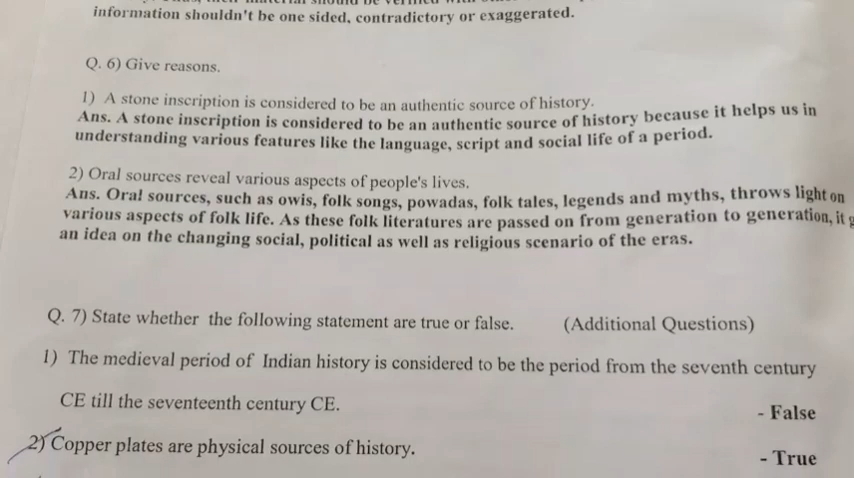 information shouldn't be one sided, contradictory or exaggerated.
Q. 6) Give reasons.
1) A stone inscription is considered to be an authentic source of history.
Ans. A stone inscription is considered to be an authentic source of history because it helps us in
understanding various features like the language, script and social life of a period.
2) Oral sources reveal various aspects of people's lives.
Ans. Oral sources, such as owis, folk songs, powadas, folk tales, legends and myths, throws light on
various aspects of folk life. As these folk literatures are passed on from generation to generation, it g
an idea on the changing social, political as well as religious scenario of the eras.
Q. 7) State whether the following statement are true or false. (Additional Questions)
1) The medieval period of Indian history is considered to be the period from the seventh century
CE till the seventeenth century CE.
- False
2) Copper plates are physical sources of history.
- True